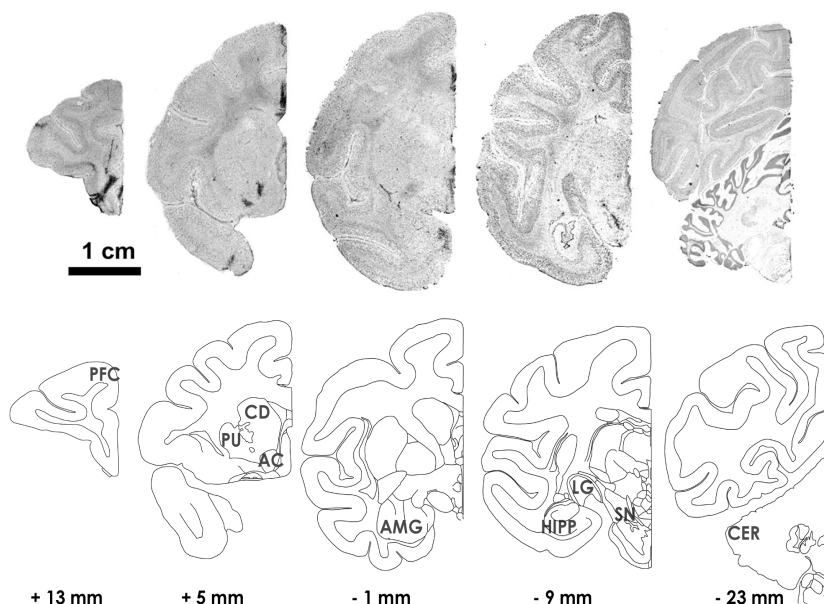 1 cm
PFC
CD
PU
AC
AMG
LG
HIPP
SN
CER
+ 13 mm
+ 5 mm
- 1 mm
- 9 mm
- 23 mm